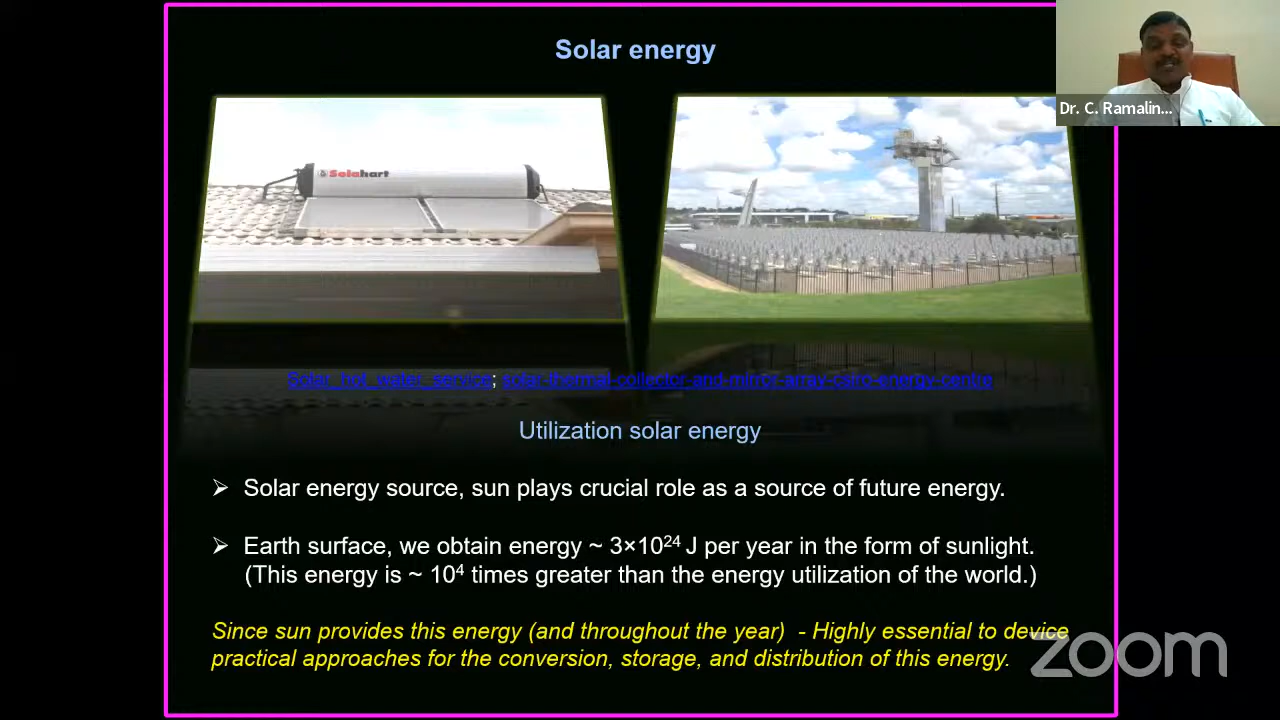 Solar energy
Dr. C. Ramalin...
Solahart
Solar_hot_water_service; solar-thermal-collector-and-mirror-array-csiro-energy-centre
Utilization solar energy
➢ Solar energy source, sun plays crucial role as a source of future energy.
➢ Earth surface, we obtain energy ~ 3×10²⁴ J per year in the form of sunlight.
(This energy is ~ 10⁴ times greater than the energy utilization of the world.)
Since sun provides this energy (and throughout the year) - Highly essential to device
practical approaches for the conversion, storage, and distribution of this energy.
zoom